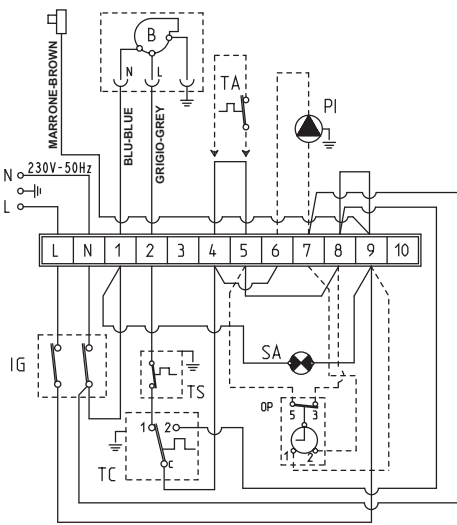 B
N L
MARRONE-BROWN
BLU-BLUE
GRIGIO-GREY
TA
PI
N 230V-50Hz
L
L N 1 2 3 4 5 6 7 8 9 10
IG
SA
TS
OP
5 3
1 2
1 2
C
TC